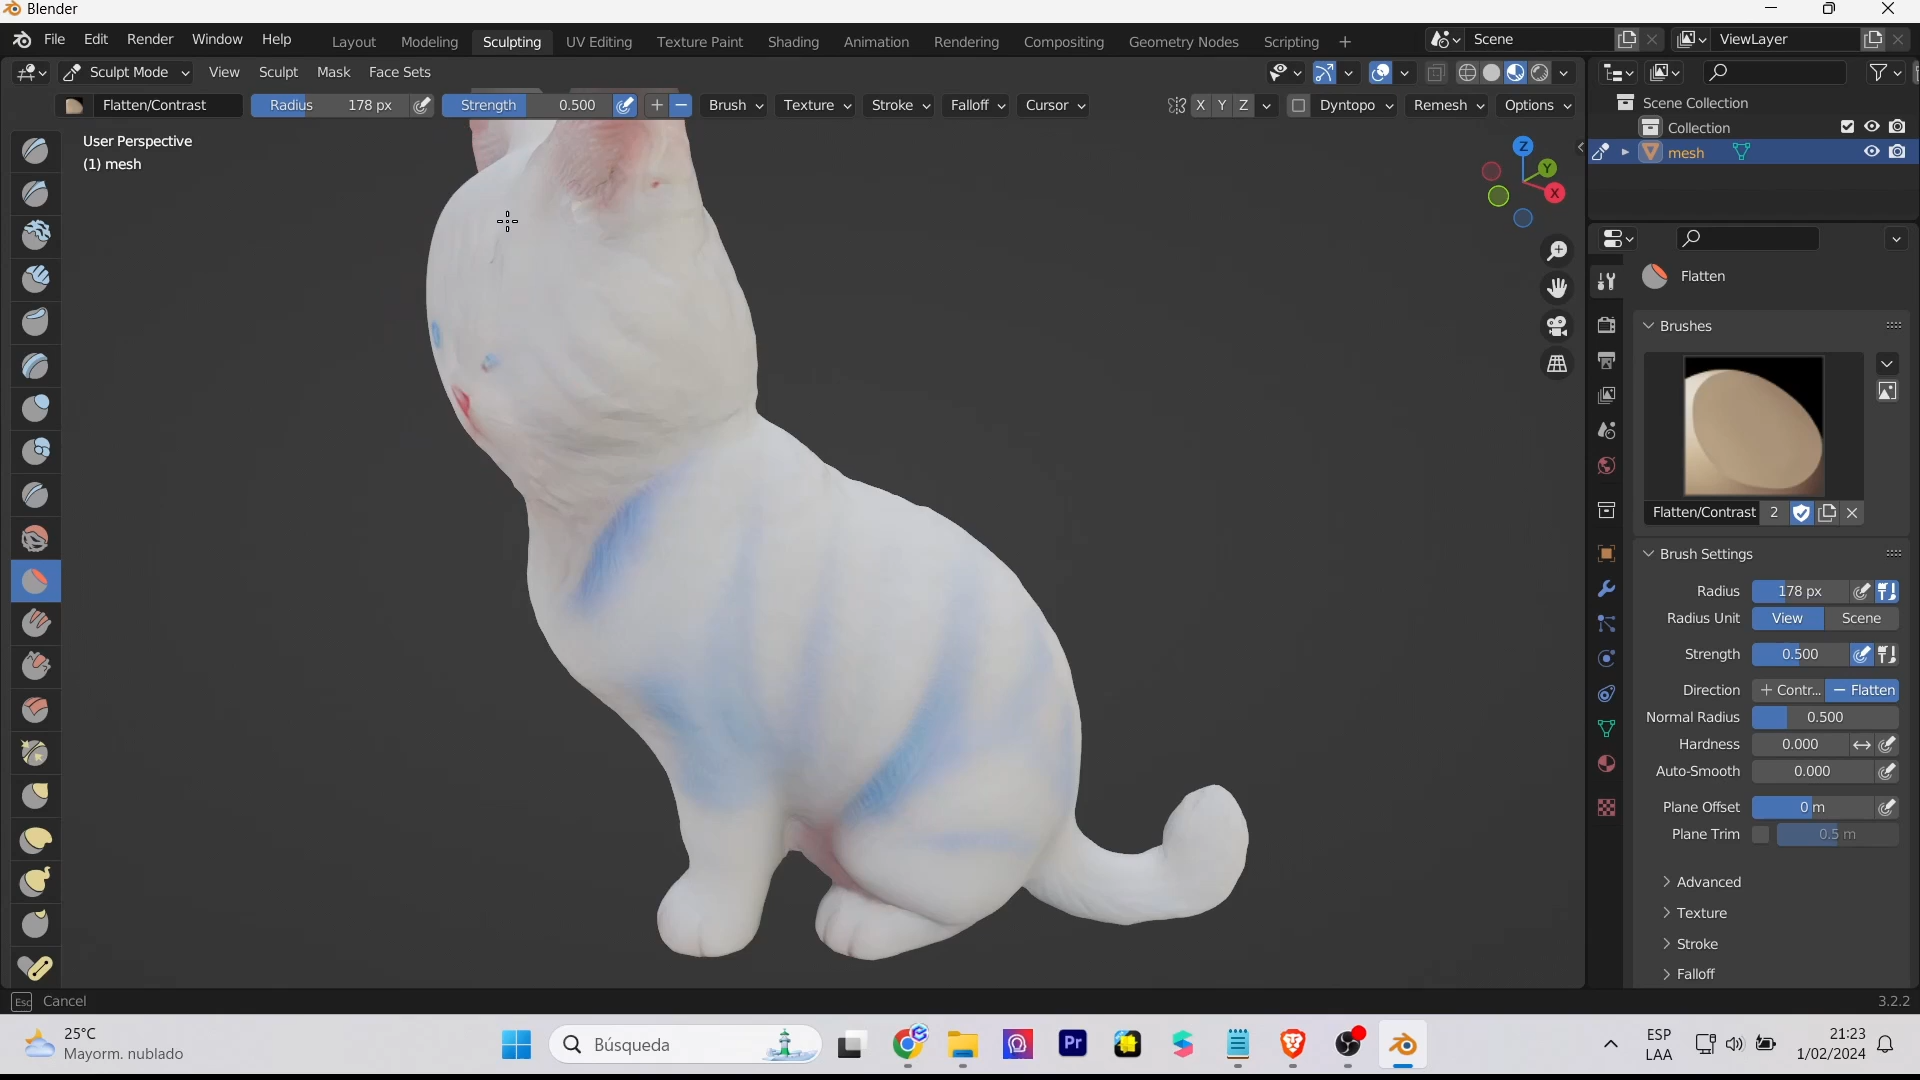 Blender
File Edit Render Window Help Layout Modeling Sculpting UV Editing Texture Paint Shading Animation Rendering Compositing Geometry Nodes Scripting + Scene ViewLayer
Sculpt Mode View Sculpt Mask Face Sets
Flatten/Contrast Radius 178 px Strength 0.500 Brush Texture Stroke Falloff Cursor X Y Z Dyntopo Remesh Options
Scene Collection
Collection
mesh
User Perspective
(1) mesh
Z
Y
X
Flatten
Brushes
Flatten/Contrast 2
Brush Settings
Radius 178 px
Radius Unit View Scene
Strength 0.500
Direction + Contr... − Flatten
Normal Radius 0.500
Hardness 0.000
Auto-Smooth 0.000
Plane Offset 0 m
Plane Trim 0.5 m
Advanced
Texture
Stroke
Falloff
Esc Cancel
3.2.2
25°C
Mayorm. nublado
Búsqueda
Pr
ESP
LAA
21:23
1/02/2024